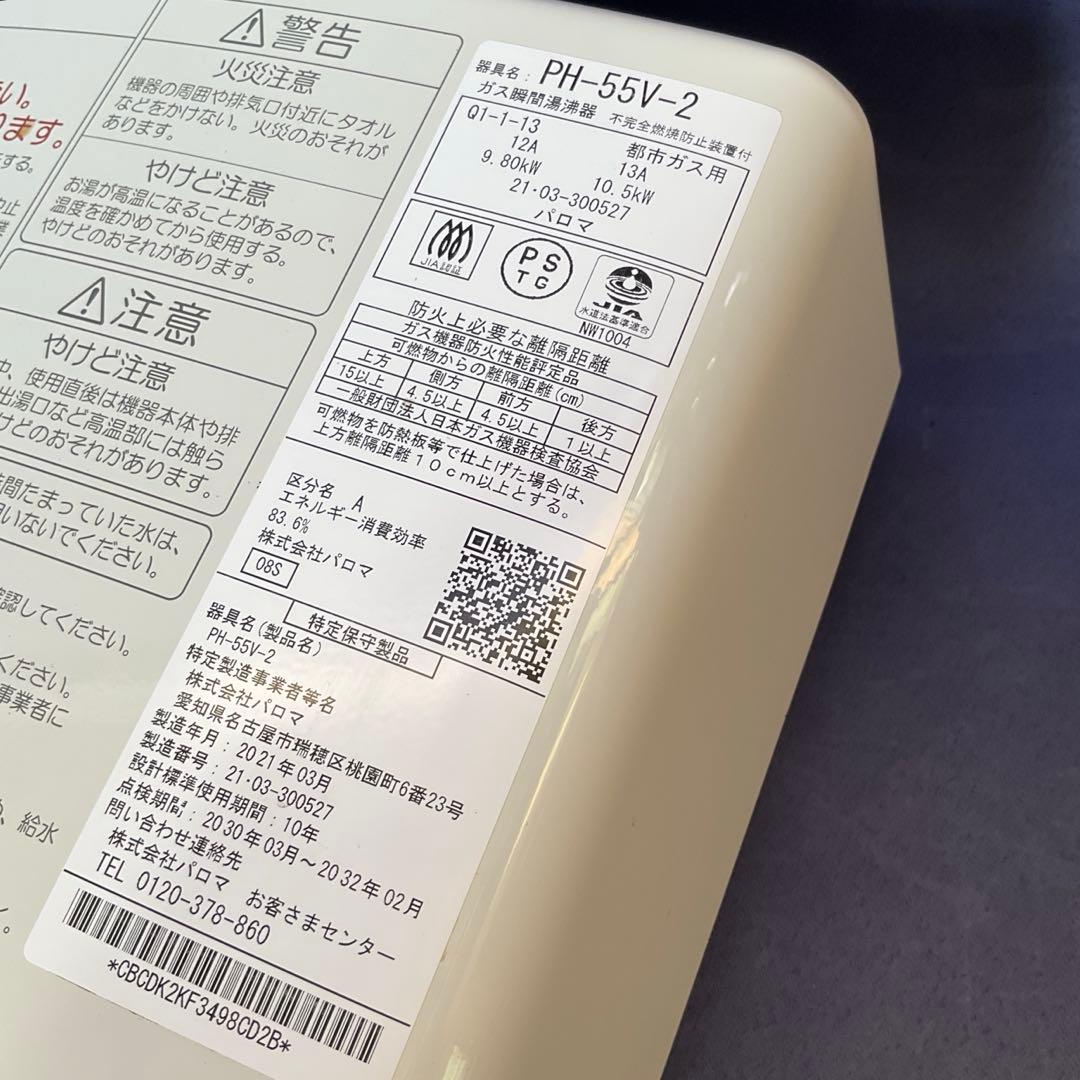 い。
ります。
する。
警告
火災注意
機器の周囲や排気口付近にタオル
などをかけない。火災のおそれが
あります。
やけど注意
お湯が高温になることがあるので、
温度を確かめてから使用する。
やけどのおそれがあります。
注意
やけど注意
中、使用直後は機器本体や排
出湯口など高温部には触ら
けどのおそれがあります。
時間たまっていた水は、
用いないでください。
確認してください。
ください。
事業者に
、給水
器具名: PH-55V-2
ガス瞬間湯沸器 不完全燃焼防止装置付
Q1-1-13 都市ガス用
12A 13A
9.80kW 10.5kW
21・03-300527
パロマ
JIA認証
PS
TG
JIA
水道法基準適合
NW1004
防火上必要な離隔距離
ガス機器防火性能評定品
可燃物からの離隔距離(cm)
上方 側方 前方 後方
15以上 4.5以上 4.5以上 1以上
一般財団法人日本ガス機器検査協会
可燃物を防熱板等で仕上げた場合は、
上方離隔距離10cm以上とする。
区分名 A
エネルギー消費効率
83.6%
株式会社パロマ
08S
特定保守製品
器具名(製品名)
PH-55V-2
特定製造事業者等名
株式会社パロマ
愛知県名古屋市瑞穂区桃園町6番23号
製造年月: 2021年03月
製造番号: 21・03-300527
設計標準使用期間: 10年
点検期間: 2030年03月～2032年02月
問い合わせ連絡先
株式会社パロマ お客さまセンター
TEL 0120-378-860
*CBCDK2KF3498CD2B*